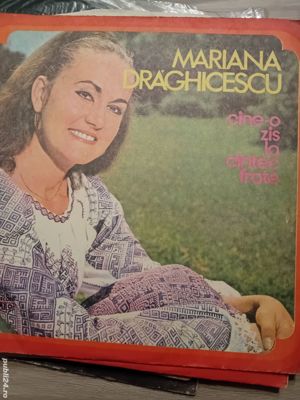 MARIANA
DRĂGHICESCU
cine o
zis
la
cîntec
frate
publi24.ro